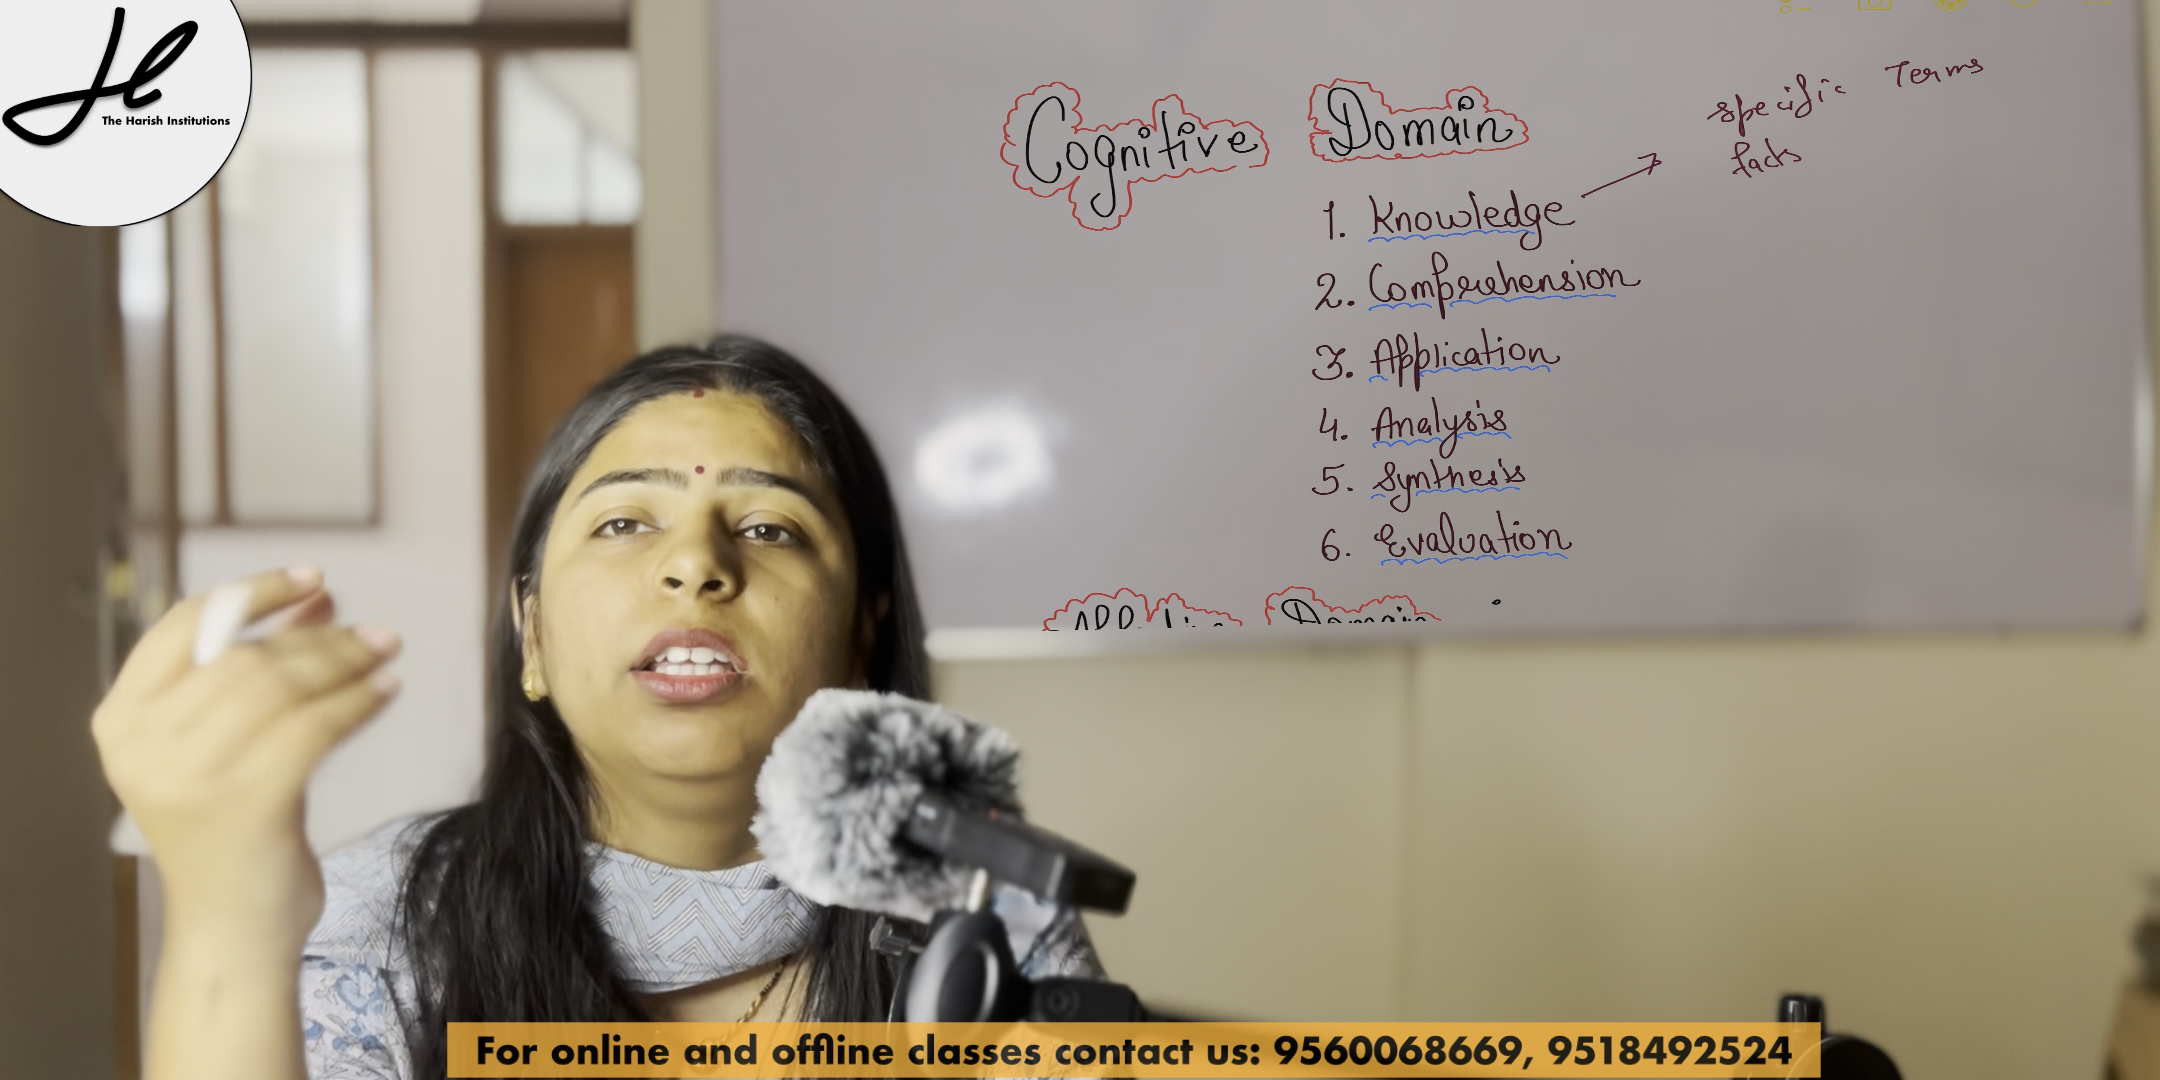 The Harish Institutions
Cognitive Domain
specific Terms
facts
1. Knowledge
2. Comprehension
3. Application
4. Analysis
5. Synthesis
6. Evaluation
Domain
For online and offline classes contact us: 9560068669, 9518492524